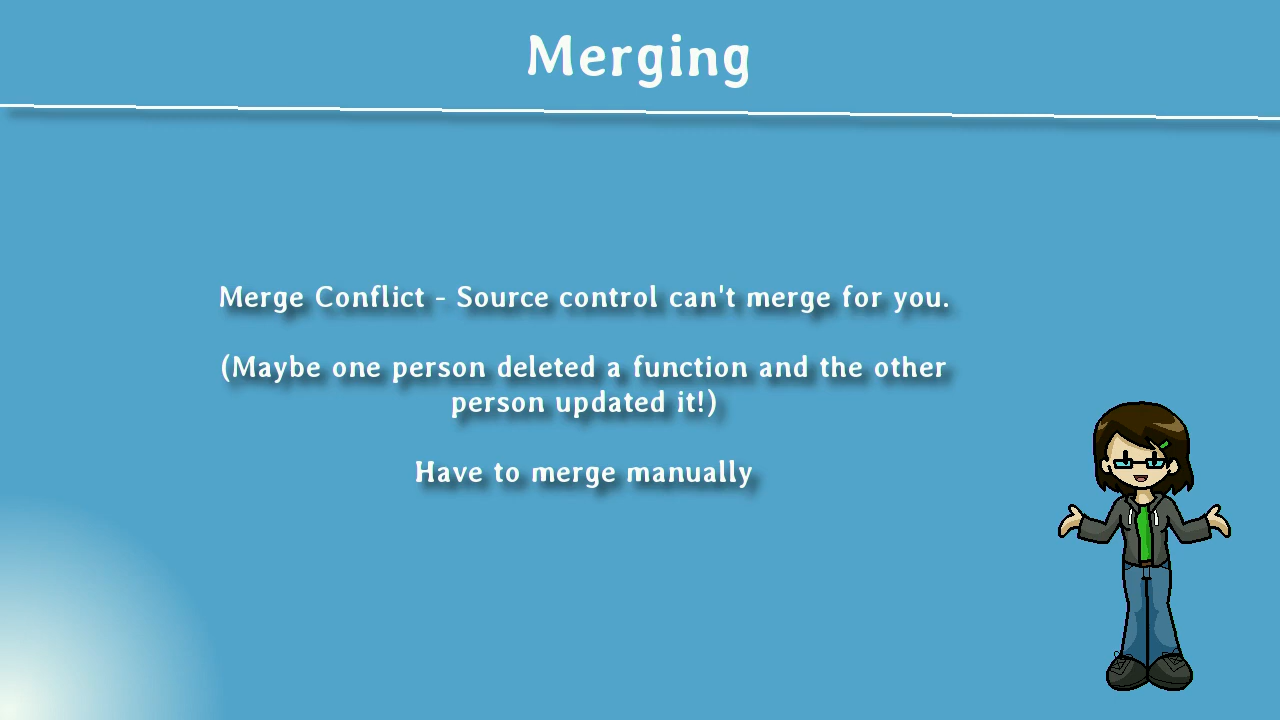 Merging
Merge Conflict - Source control can't merge for you.
(Maybe one person deleted a function and the other
person updated it!)
Have to merge manually